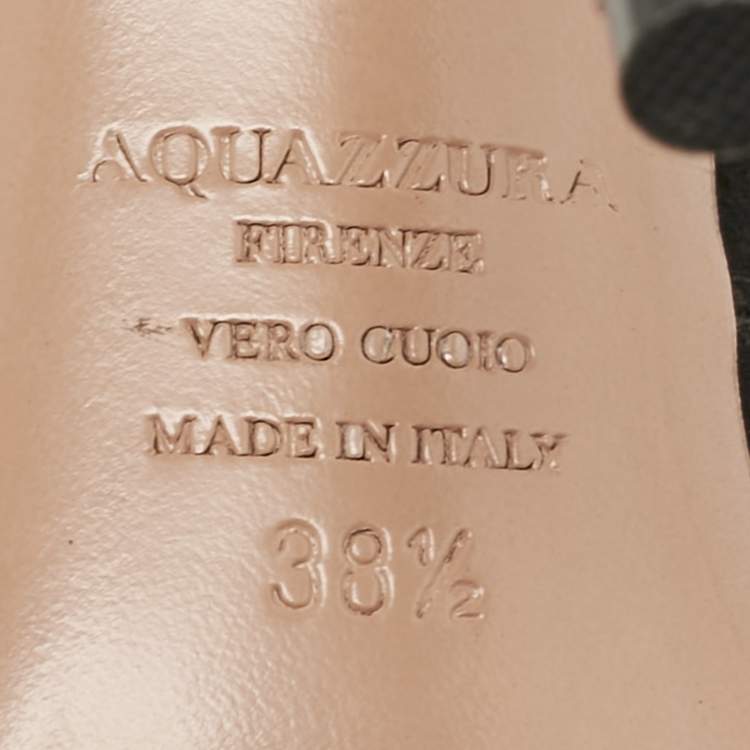 AQUAZZURA
FIRENZE
VERO CUOIO
MADE IN ITALY
38½